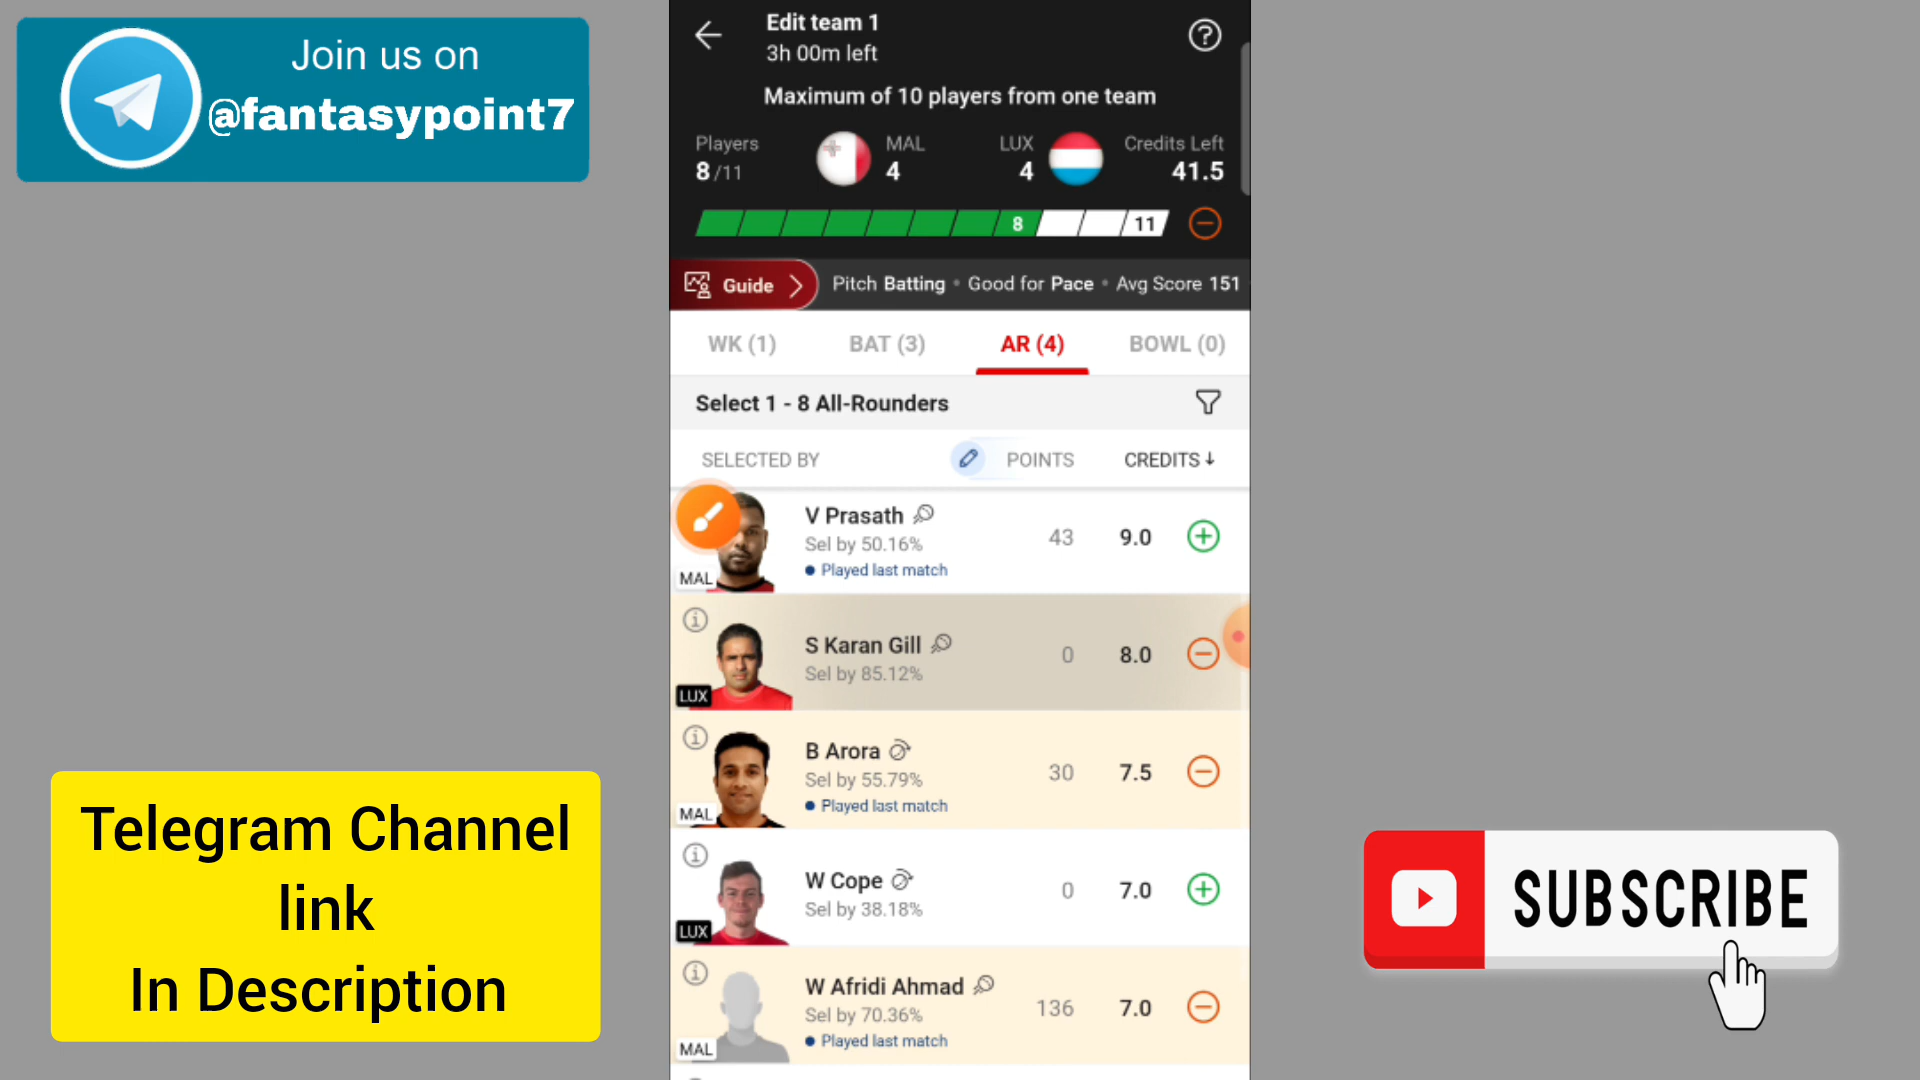 Join us on
@fantasypoint7
Edit team 1
3h 00m left
Maximum of 10 players from one team
Players
8 /11
MAL
4
LUX
4
Credits Left
41.5
8
11
Guide
Pitch Batting • Good for Pace • Avg Score 151
WK (1)
BAT (3)
AR (4)
BOWL (0)
Select 1 - 8 All-Rounders
SELECTED BY
POINTS
CREDITS ↓
V Prasath
Sel by 50.16%
Played last match
MAL
43
9.0
S Karan Gill
Sel by 85.12%
LUX
0
8.0
B Arora
Sel by 55.79%
Played last match
MAL
30
7.5
W Cope
Sel by 38.18%
LUX
0
7.0
W Afridi Ahmad
Sel by 70.36%
Played last match
MAL
136
7.0
Telegram Channel
link
In Description
SUBSCRIBE